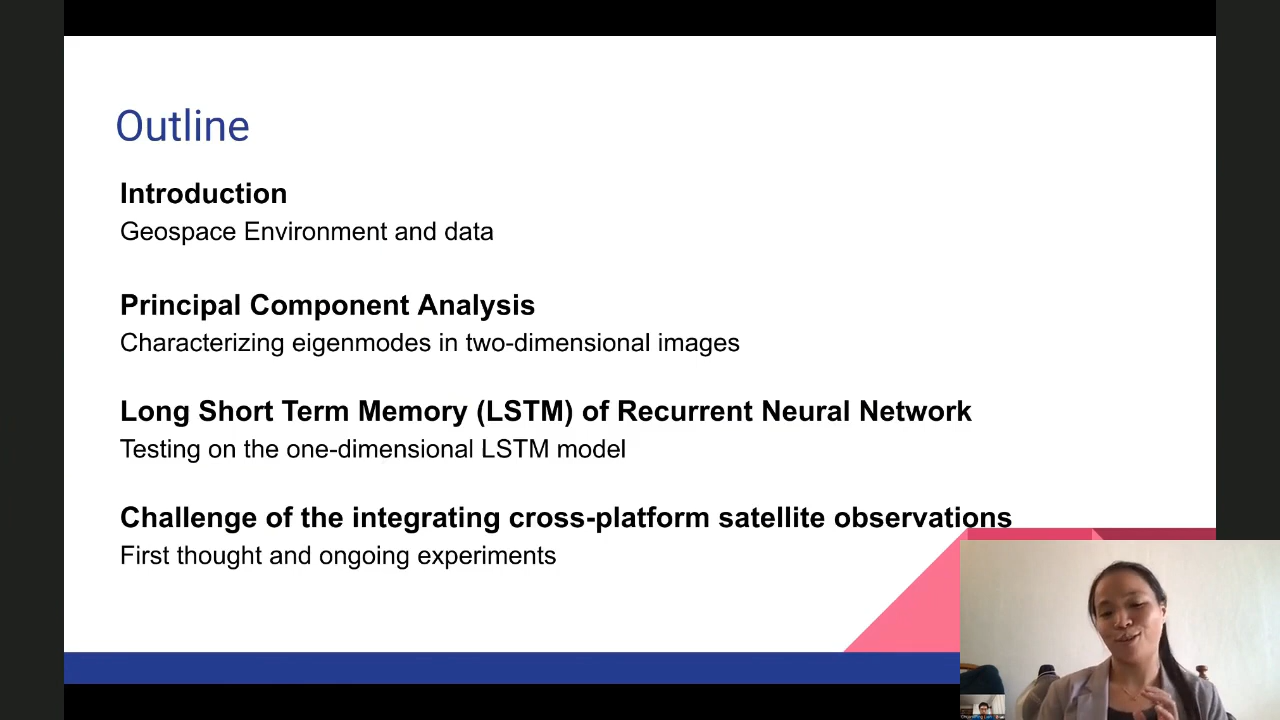 Outline
Introduction
Geospace Environment and data
Principal Component Analysis
Characterizing eigenmodes in two-dimensional images
Long Short Term Memory (LSTM) of Recurrent Neural Network
Testing on the one-dimensional LSTM model
Challenge of the integrating cross-platform satellite observations
First thought and ongoing experiments